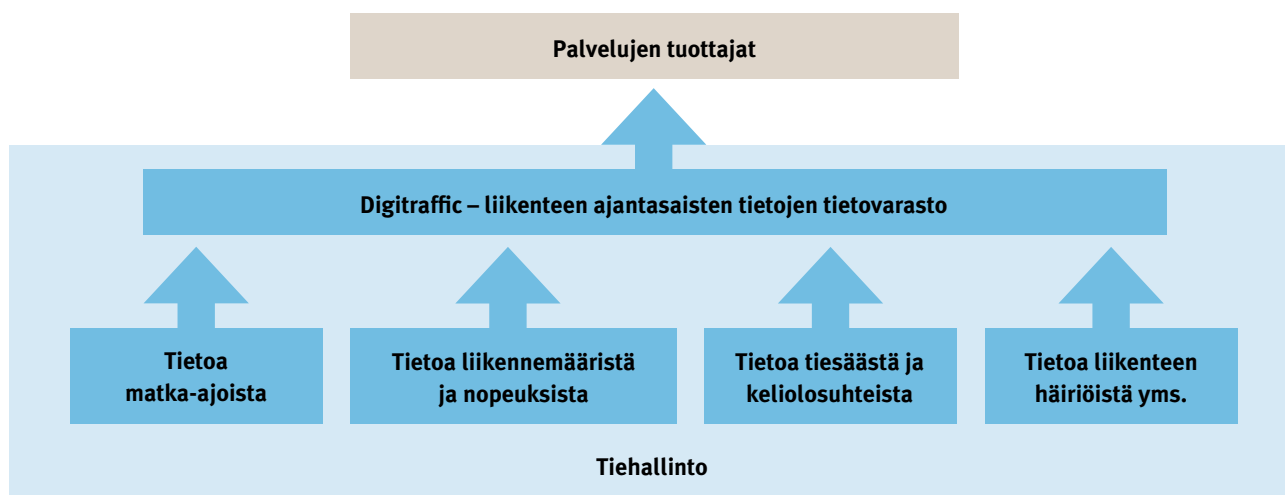 Palvelujen tuottajat
Digitraffic – liikenteen ajantasaisten tietojen tietovarasto
Tietoa
matka-ajoista
Tietoa liikennemääristä
ja nopeuksista
Tietoa tiesäästä ja
keliolosuhteista
Tietoa liikenteen
häiriöistä yms.
Tiehallinto